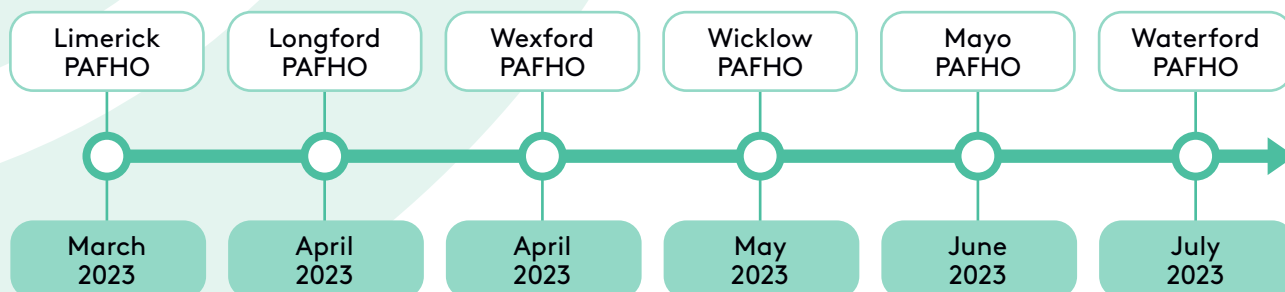 Limerick
PAFHO
Longford
PAFHO
Wexford
PAFHO
Wicklow
PAFHO
Mayo
PAFHO
Waterford
PAFHO
March
2023
April
2023
April
2023
May
2023
June
2023
July
2023